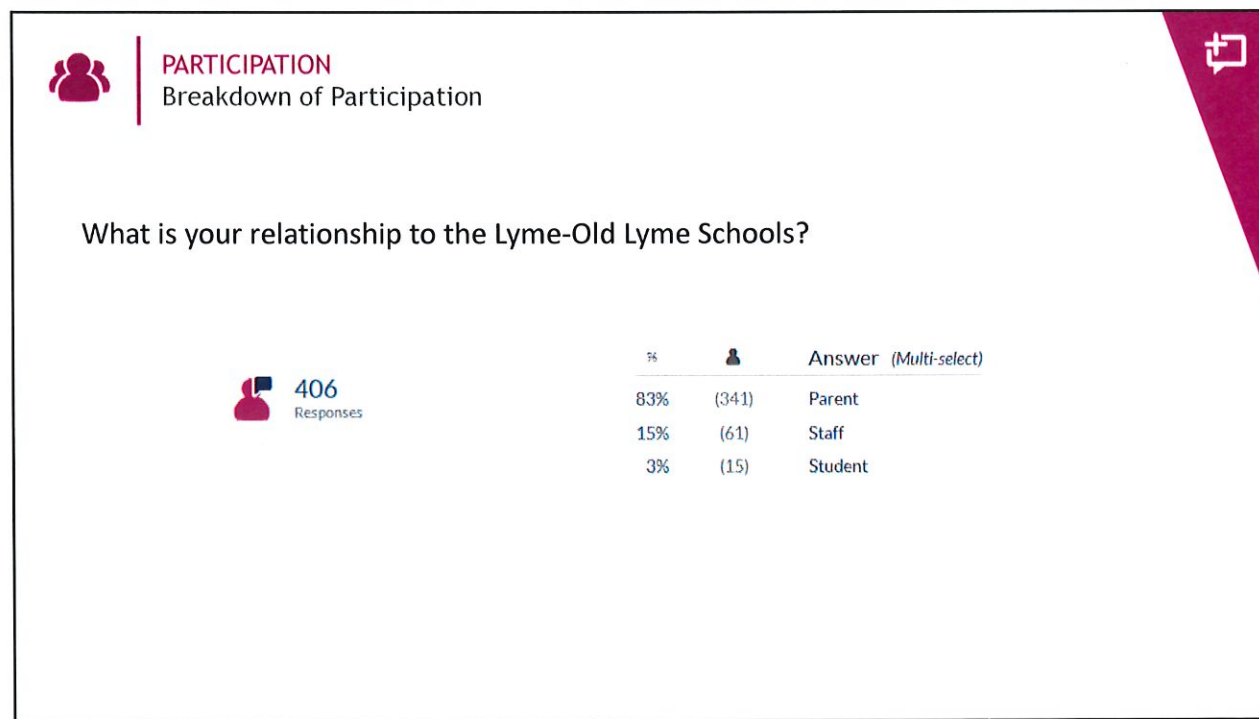 PARTICIPATION
Breakdown of Participation
What is your relationship to the Lyme-Old Lyme Schools?
406
Responses
% Answer (Multi-select)
83% (341) Parent
15% (61) Staff
3% (15) Student